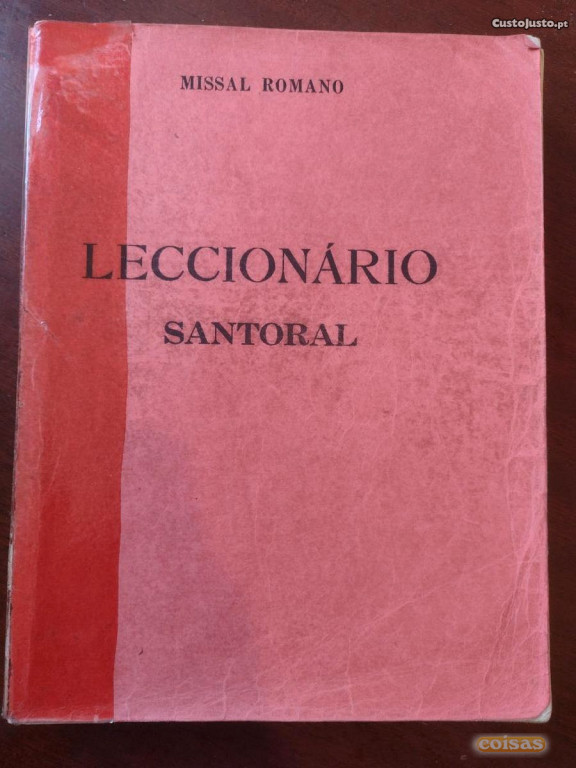 CustoJusto.pt
MISSAL ROMANO
LECCIONÁRIO
SANTORAL
coisas